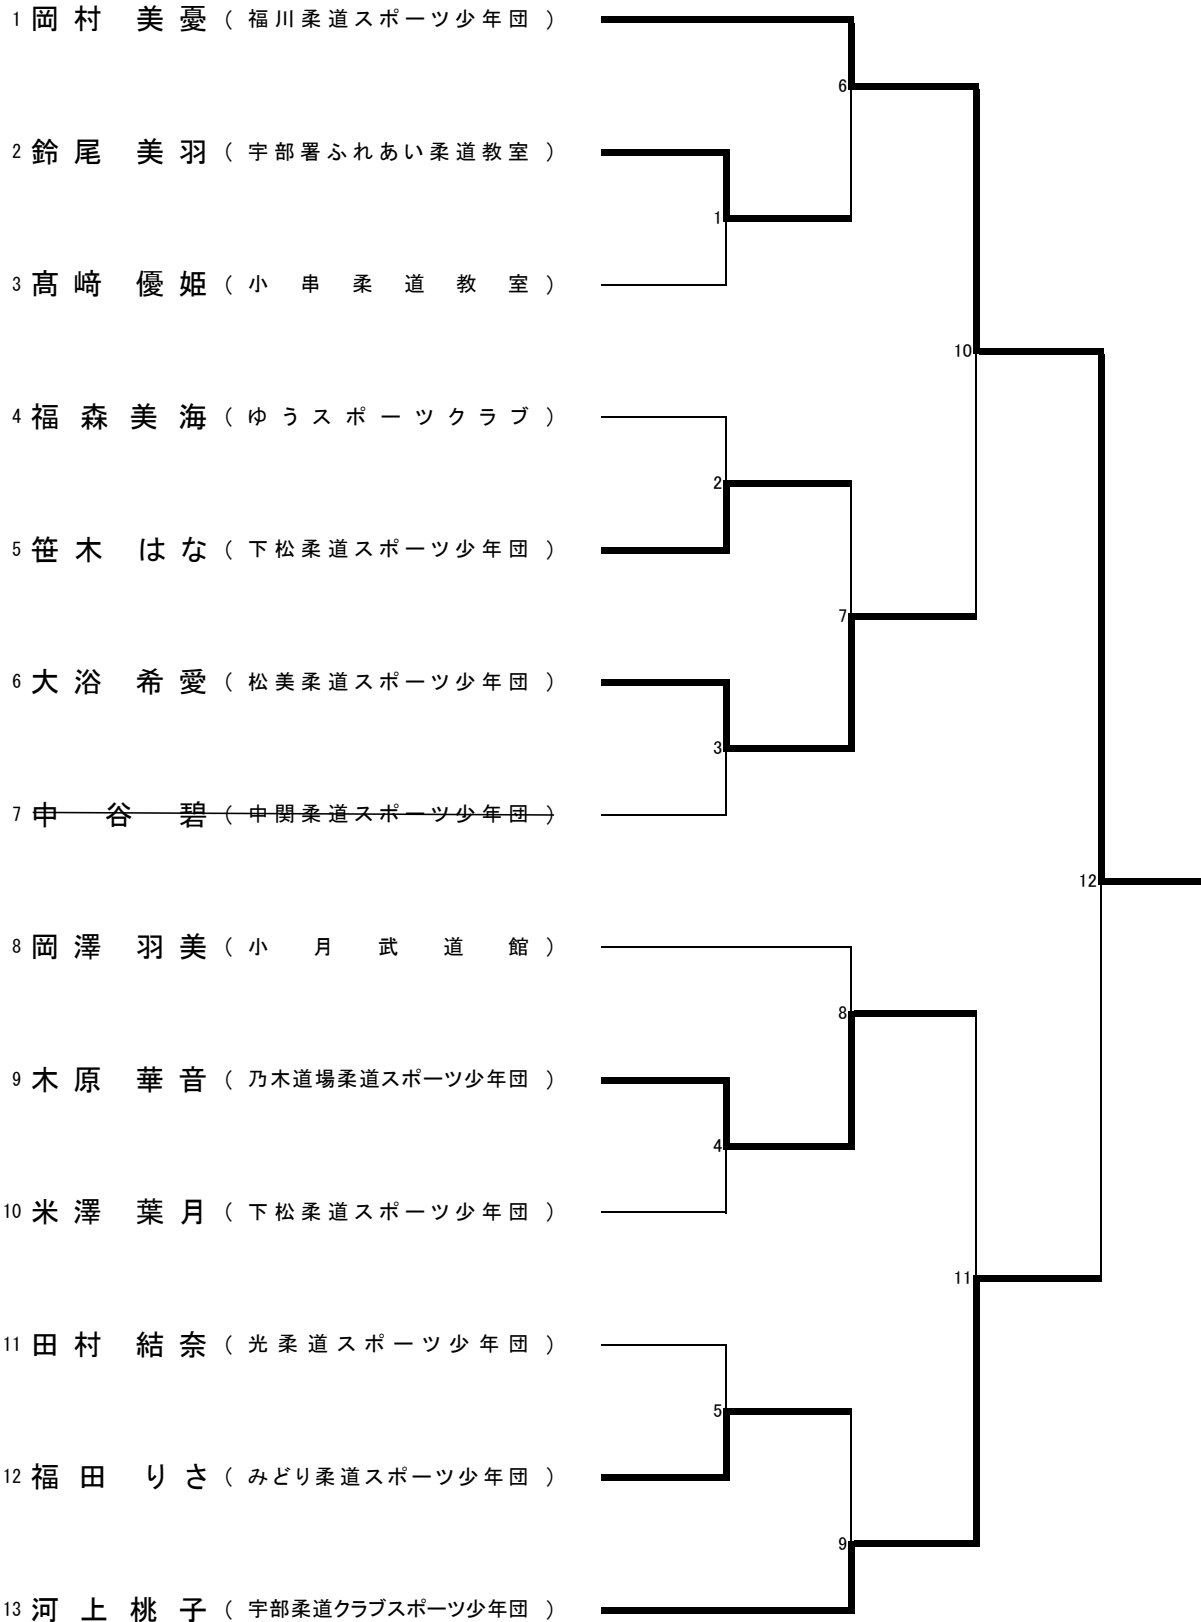 1 岡村 美憂 ( 福川柔道スポーツ少年団 )
6
2 鈴尾 美羽 ( 宇部署ふれあい柔道教室 )
1
3 髙﨑 優姫 ( 小串柔道教室 )
10
4 福森美海 ( ゆうスポーツクラブ )
2
5 笹木 はな ( 下松柔道スポーツ少年団 )
7
6 大浴 希愛 ( 松美柔道スポーツ少年団 )
3
7 中谷 碧 ( 中関柔道スポーツ少年団 )
12
8 岡澤 羽美 ( 小月武道館 )
8
9 木原 華音 ( 乃木道場柔道スポーツ少年団 )
4
10 米澤 葉月 ( 下松柔道スポーツ少年団 )
11
11 田村 結奈 ( 光柔道スポーツ少年団 )
5
12 福田 りさ ( みどり柔道スポーツ少年団 )
9
13 河上桃子 ( 宇部柔道クラブスポーツ少年団 )